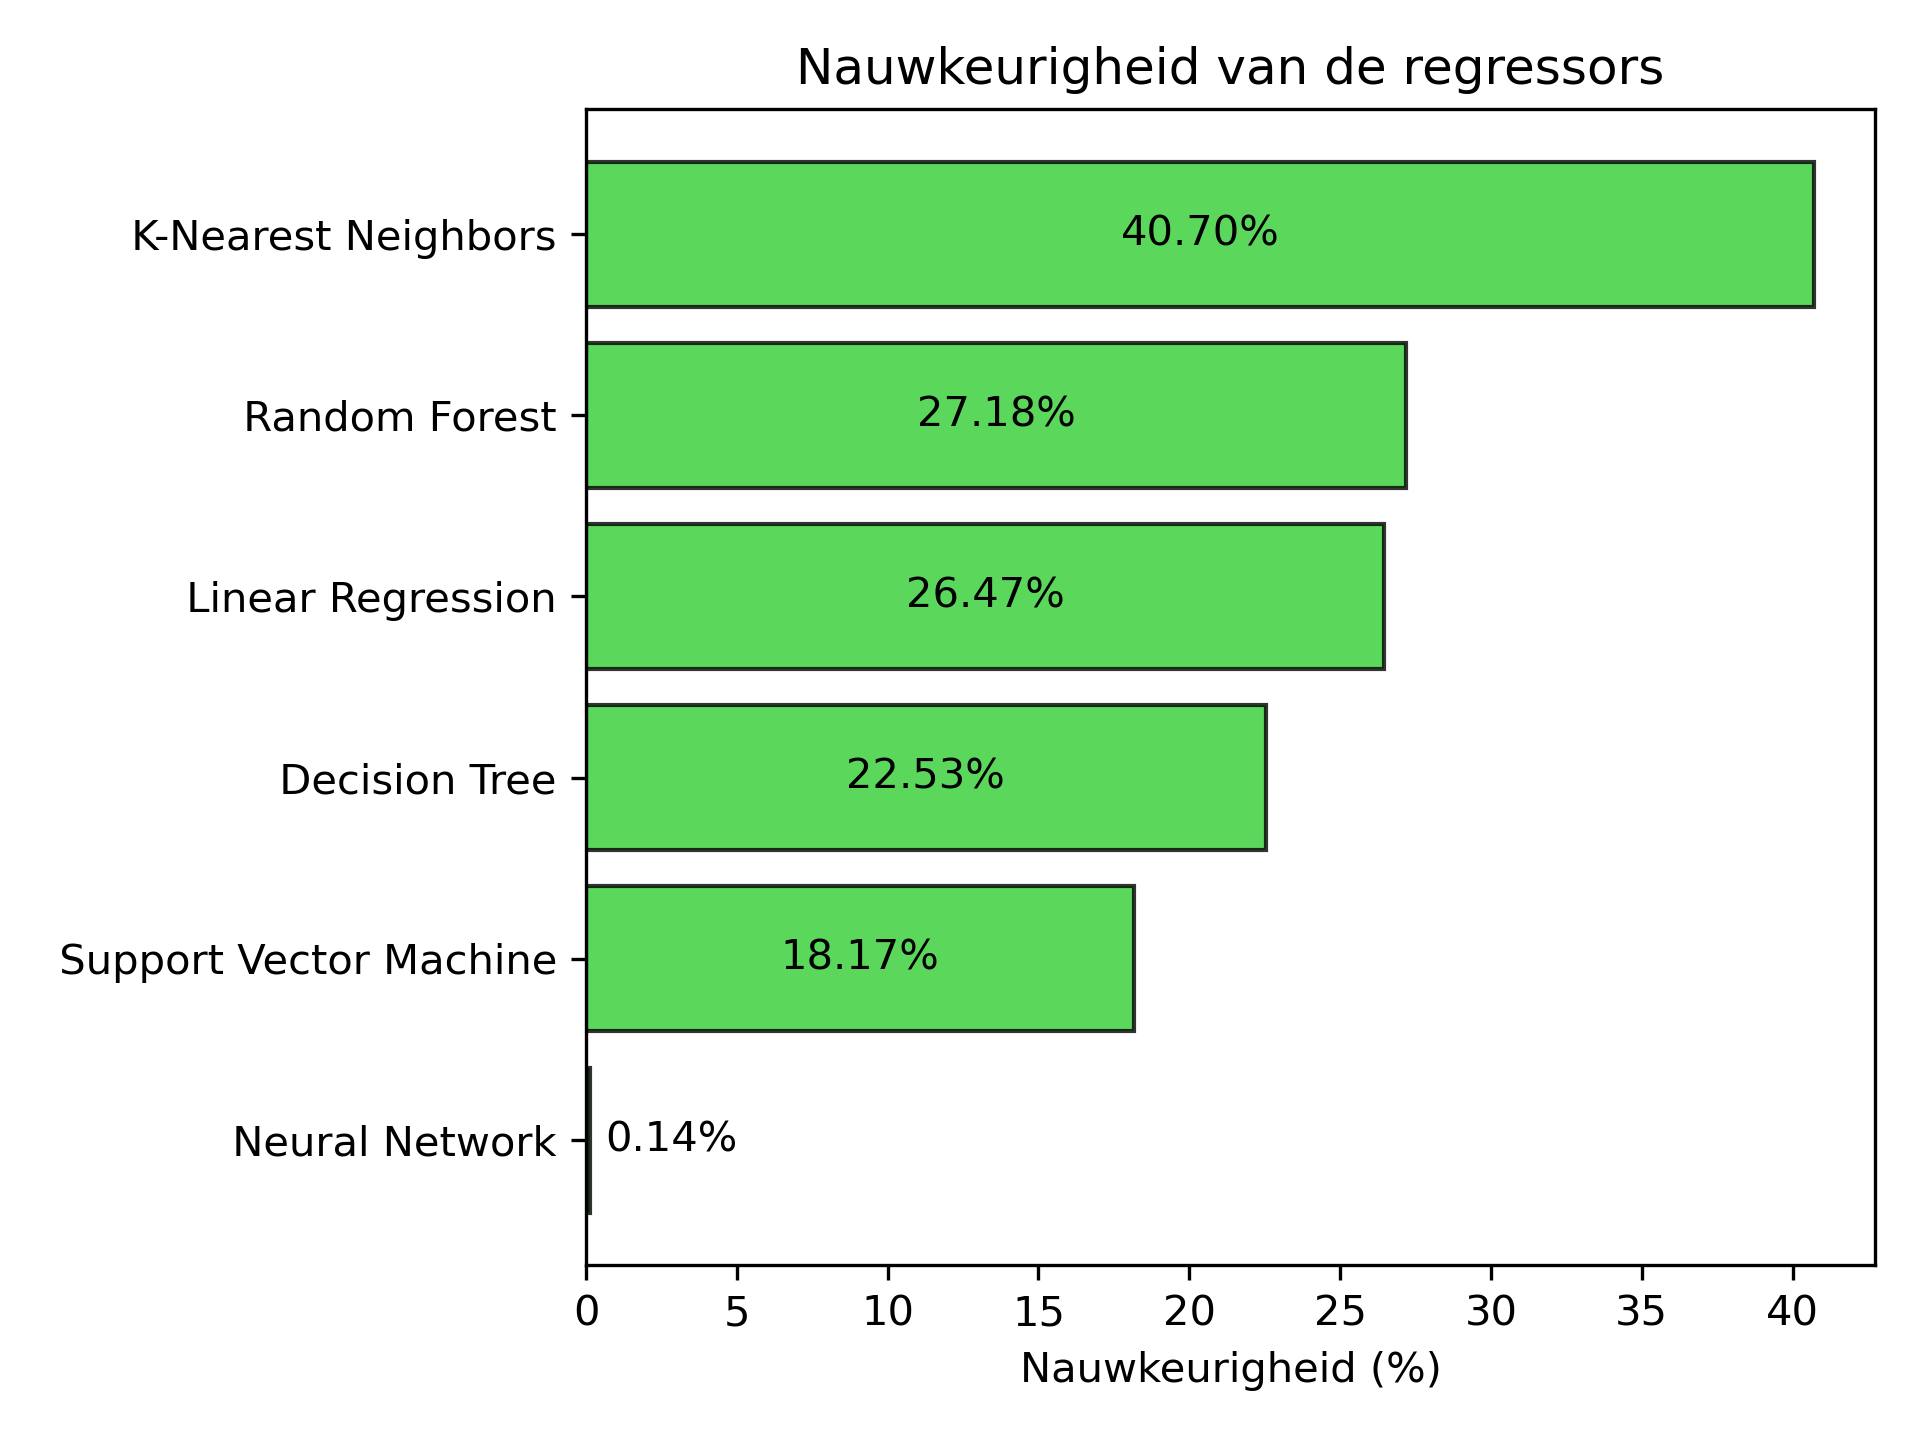 Nauwkeurigheid van de regressors
K-Nearest Neighbors
40.70%
Random Forest
27.18%
Linear Regression
26.47%
Decision Tree
22.53%
Support Vector Machine
18.17%
Neural Network
0.14%
0 5 10 15 20 25 30 35 40
Nauwkeurigheid (%)